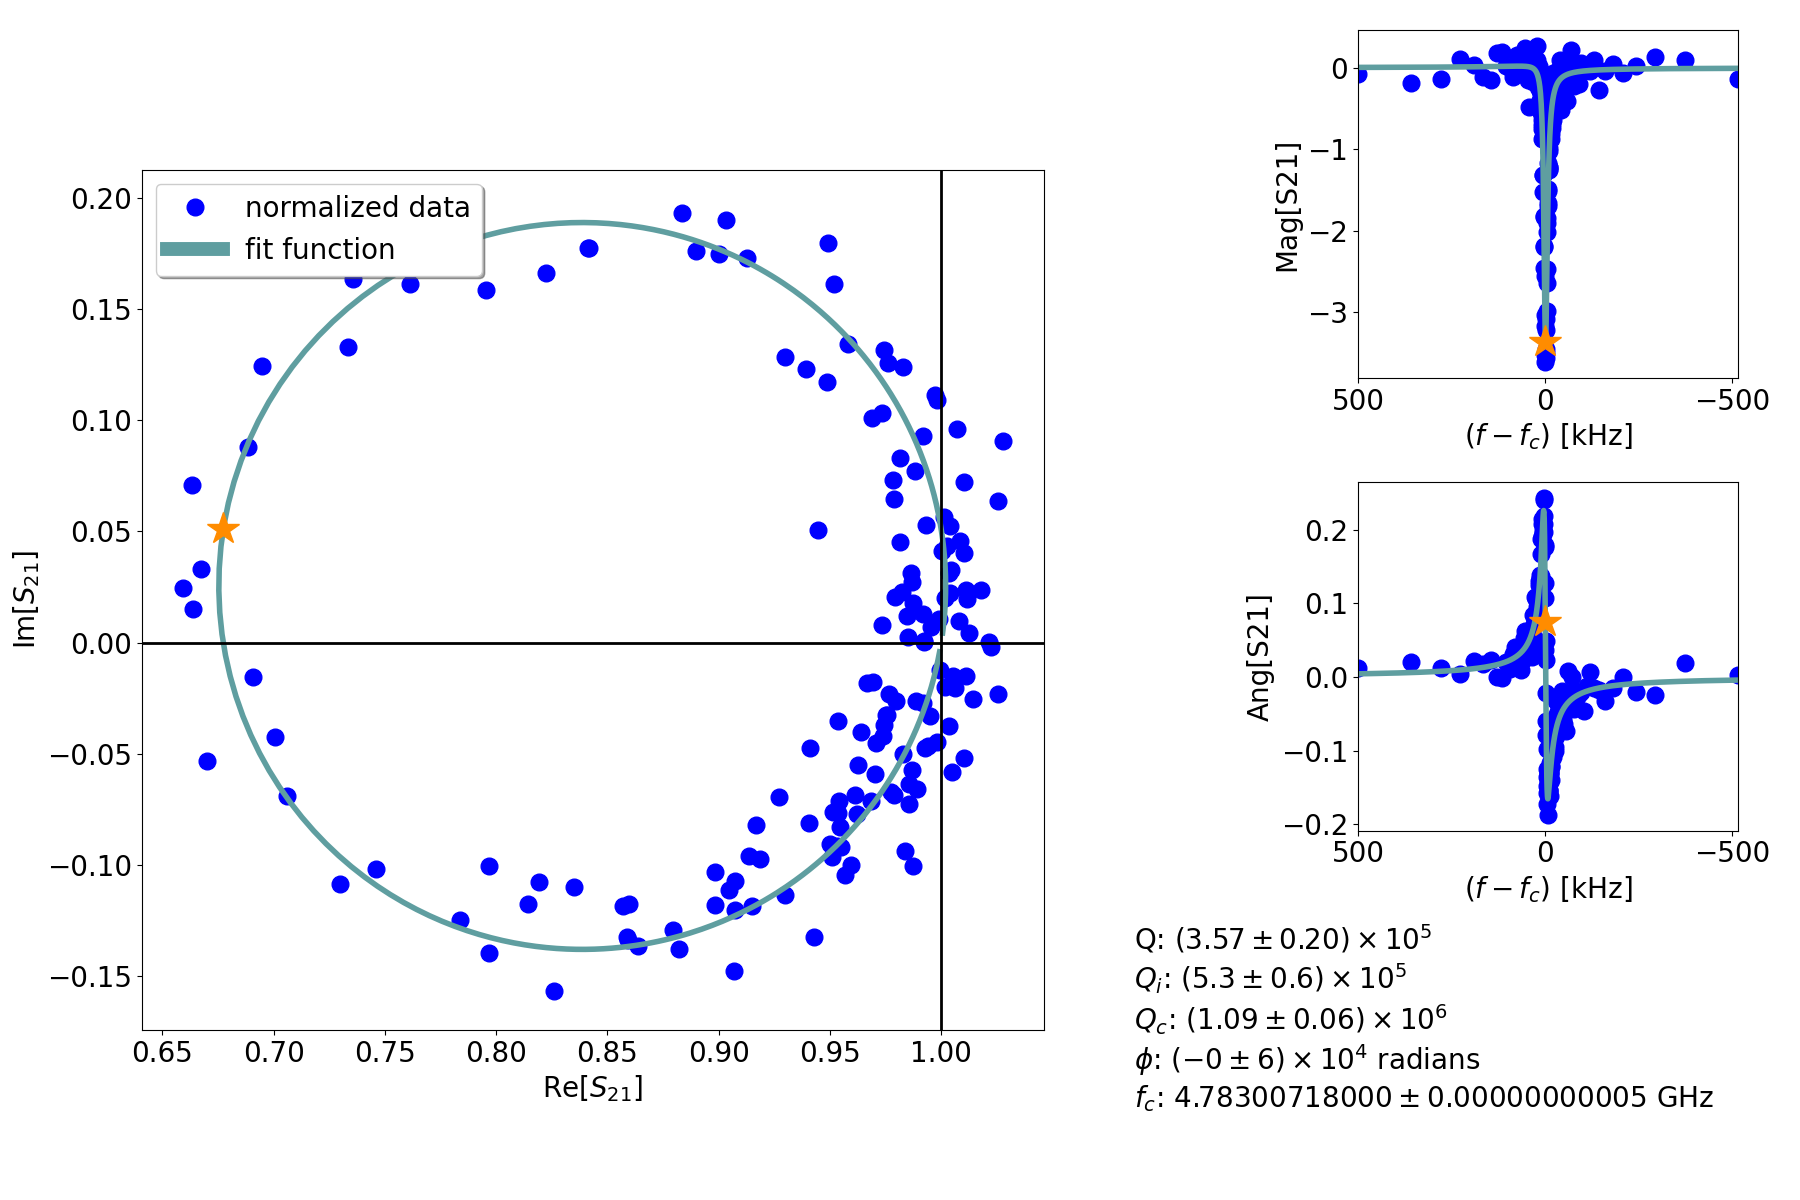 normalized data
fit function
0.20
0.15
0.10
0.05
0.00
−0.05
−0.10
−0.15
Im[S21]
0.65 0.70 0.75 0.80 0.85 0.90 0.95 1.00
Re[S21]
0
−1
−2
−3
Mag[S21]
500 0 −500
(f − fc) [kHz]
0.2
0.1
0.0
−0.1
−0.2
Ang[S21]
500 0 −500
(f − fc) [kHz]
Q: (3.57 ± 0.20) × 10^5
Qi: (5.3 ± 0.6) × 10^5
Qc: (1.09 ± 0.06) × 10^6
ϕ: (−0 ± 6) × 10^4 radians
fc: 4.78300718000 ± 0.00000000005 GHz